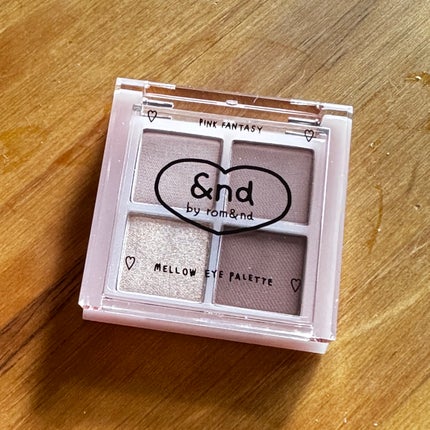 PINK FANTASY
&nd
by rom&nd
MELLOW EYE PALETTE